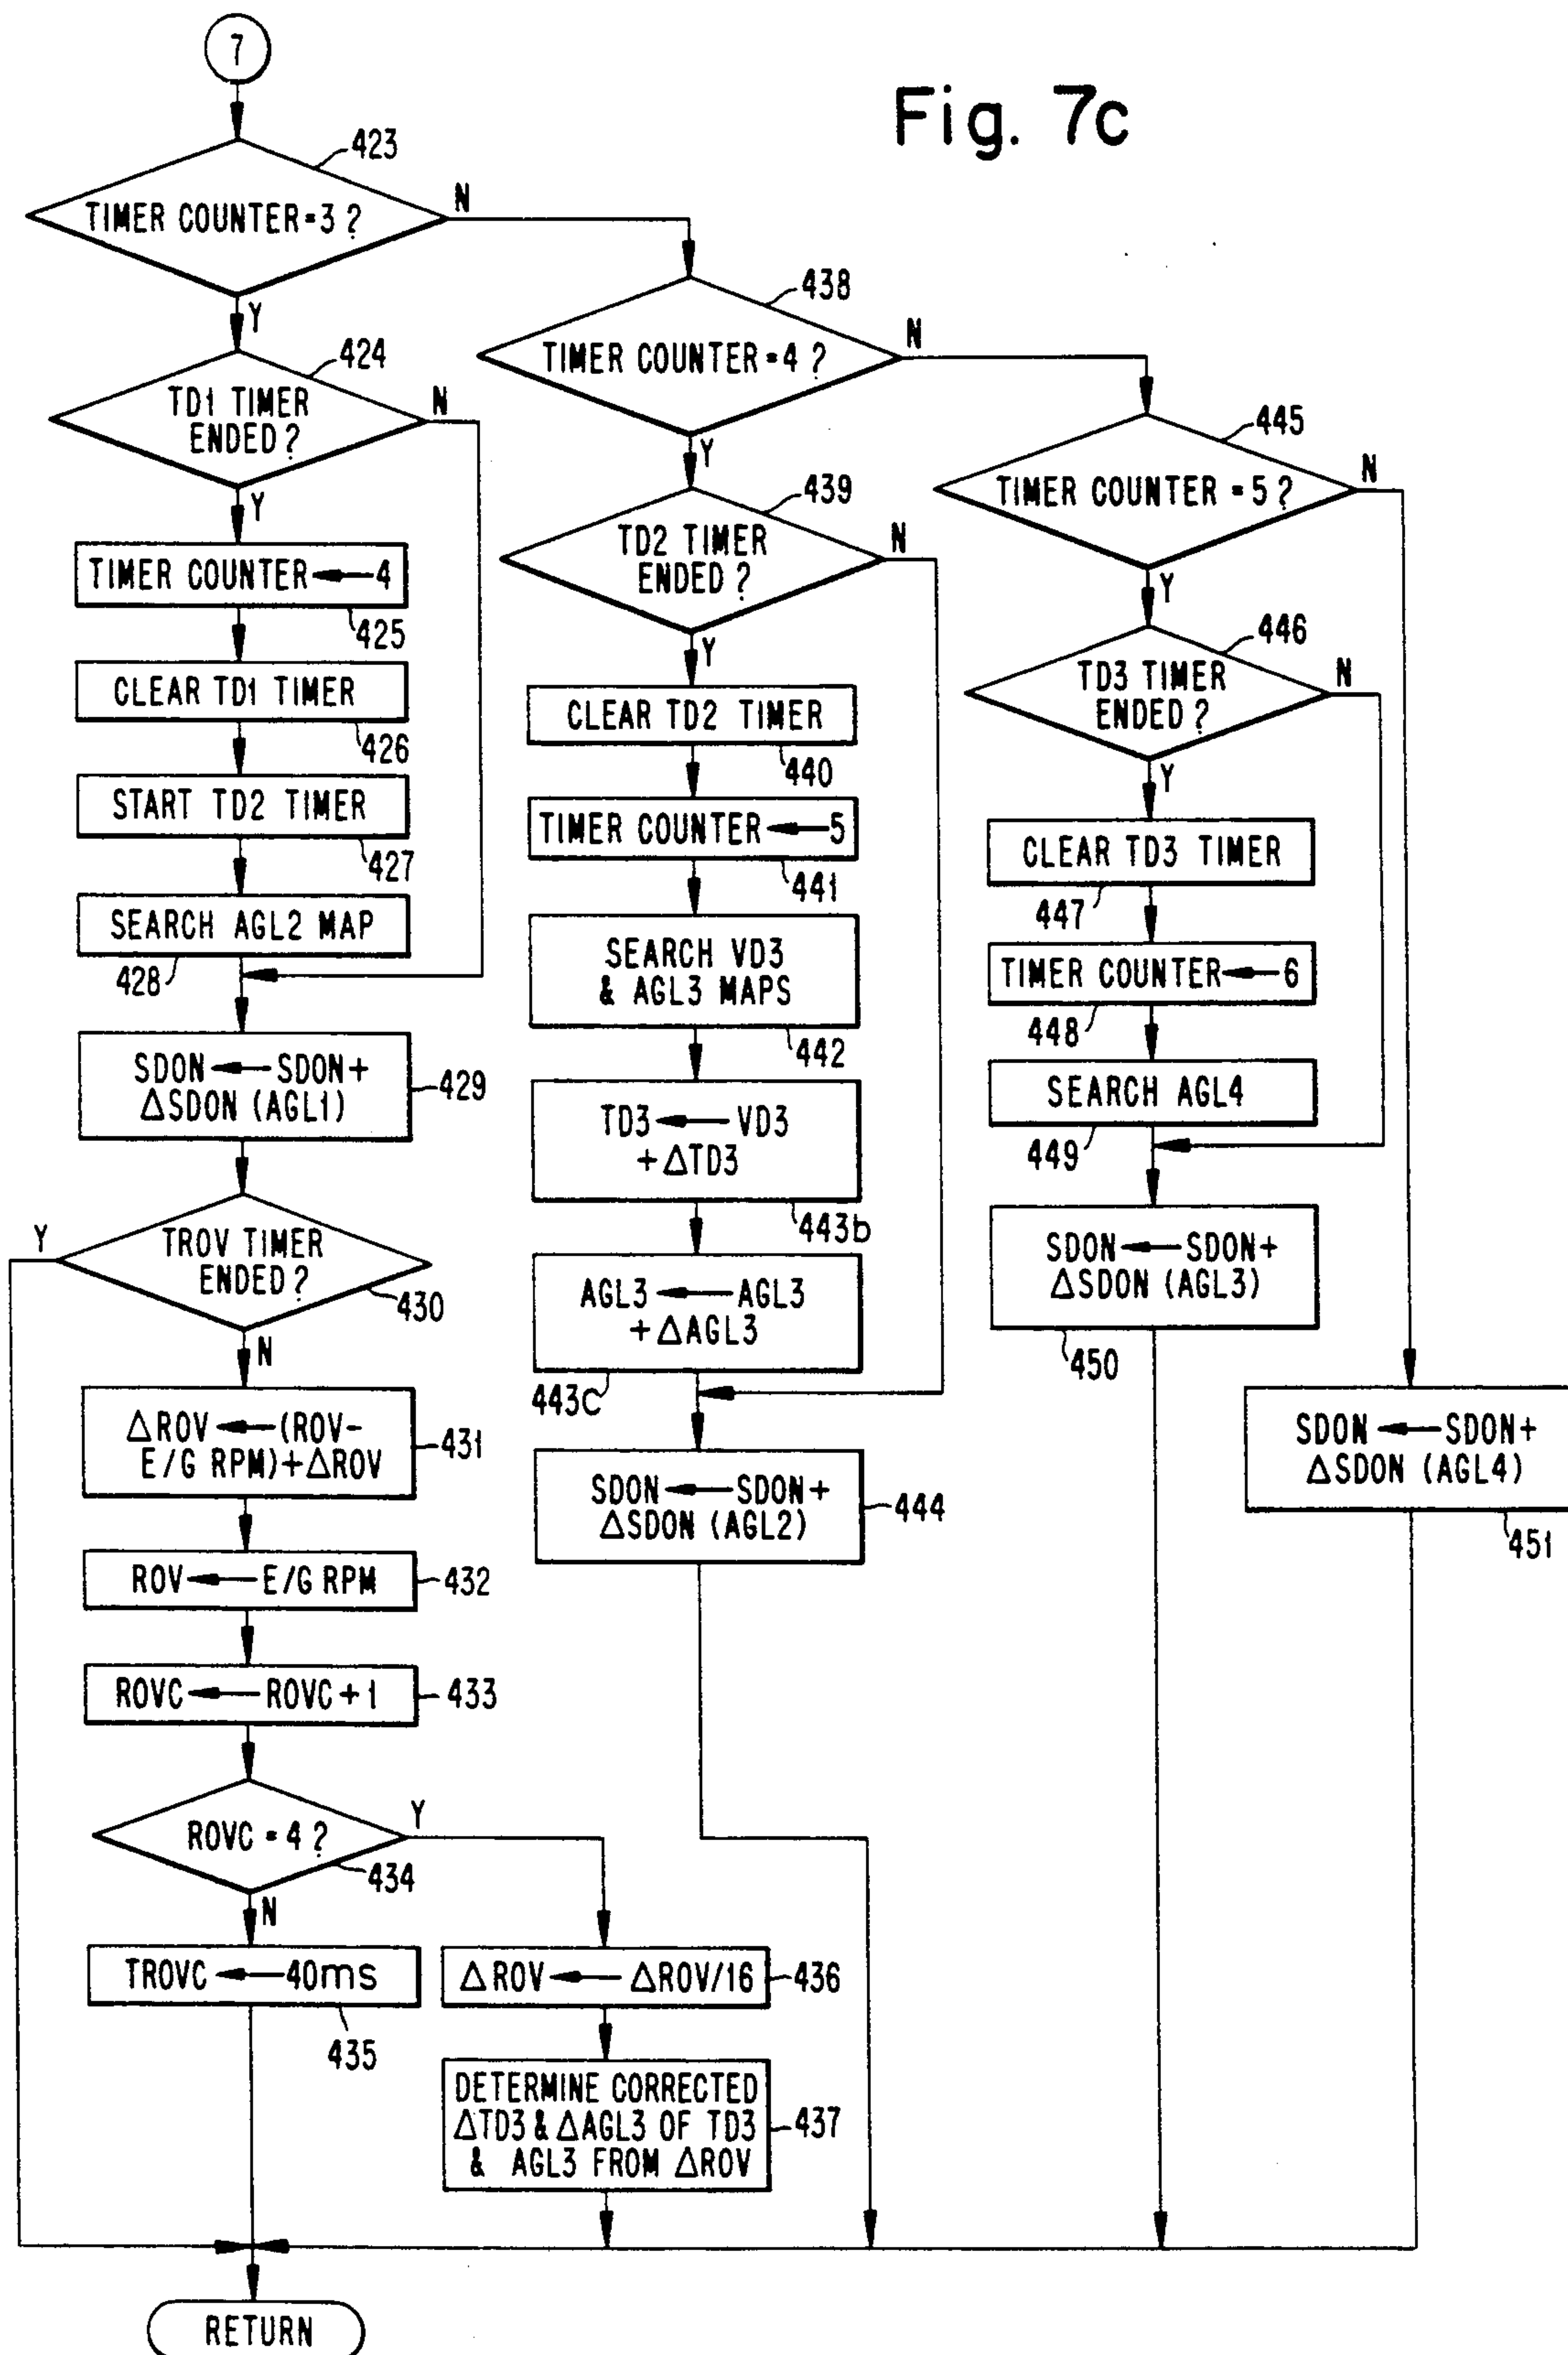 7
Fig. 7c
423
TIMER COUNTER=3?
N
Y
424
TD1 TIMER
ENDED?
N
Y
TIMER COUNTER←4
425
CLEAR TD1 TIMER
426
START TD2 TIMER
427
SEARCH AGL2 MAP
428
SDON←SDON+
ΔSDON (AGL1)
429
TROV TIMER
ENDED?
Y
430
N
ΔROV←(ROV-
E/G RPM)+ΔROV
431
ROV←E/G RPM
432
ROVC←ROVC+1
433
ROVC=4?
Y
434
N
TROVC←40ms
435
ΔROV←ΔROV/16
436
DETERMINE CORRECTED
ΔTD3 & ΔAGL3 OF TD3
& AGL3 FROM ΔROV
437
438
TIMER COUNTER=4?
N
Y
439
TD2 TIMER
ENDED?
N
Y
CLEAR TD2 TIMER
440
TIMER COUNTER←5
441
SEARCH VD3
& AGL3 MAPS
442
TD3←VD3
+ΔTD3
443b
AGL3←AGL3
+ΔAGL3
443c
SDON←SDON+
ΔSDON (AGL2)
444
445
TIMER COUNTER=5?
N
Y
446
TD3 TIMER
ENDED?
N
Y
CLEAR TD3 TIMER
447
TIMER COUNTER←6
448
SEARCH AGL4
449
SDON←SDON+
ΔSDON (AGL3)
450
SDON←SDON+
ΔSDON (AGL4)
451
RETURN